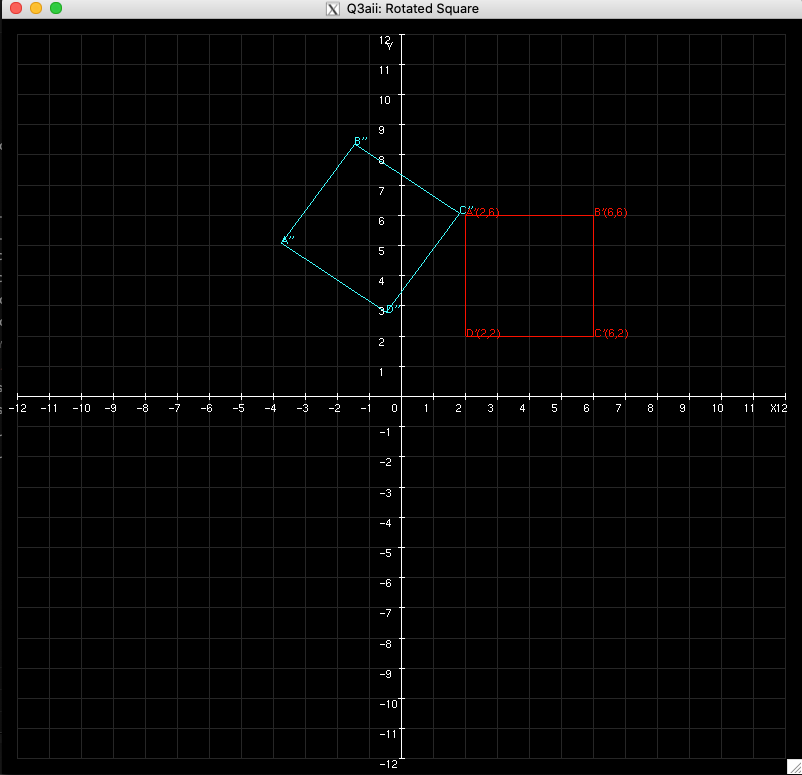 Q3aii: Rotated Square
12
Y
11
10
9
B''
8
7
6
C''
A'(2,6)
B'(6,6)
A''
5
4
3
D''
2
D'(2,2)
C'(6,2)
1
-12 -11 -10 -9 -8 -7 -6 -5 -4 -3 -2 -1 0 1 2 3 4 5 6 7 8 9 10 11 X12
-1
-2
-3
-4
-5
-6
-7
-8
-9
-10
-11
-12